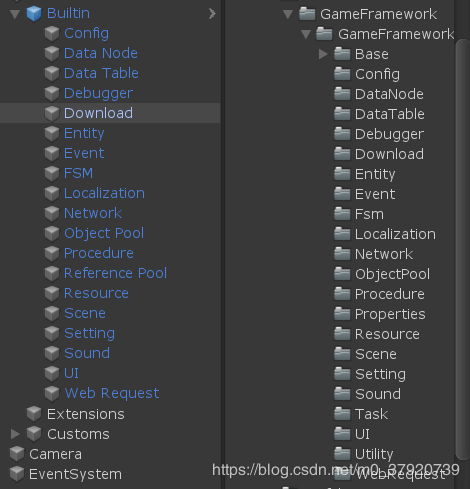 Builtin
Config
Data Node
Data Table
Debugger
Download
Entity
Event
FSM
Localization
Network
Object Pool
Procedure
Reference Pool
Resource
Scene
Setting
Sound
UI
Web Request
Extensions
Customs
Camera
EventSystem
GameFramework
GameFramework
Base
Config
DataNode
DataTable
Debugger
Download
Entity
Event
Fsm
Localization
Network
ObjectPool
Procedure
Properties
Resource
Scene
Setting
Sound
Task
UI
Utility
WebRequest
https://blog.csdn.net/m0_37920739